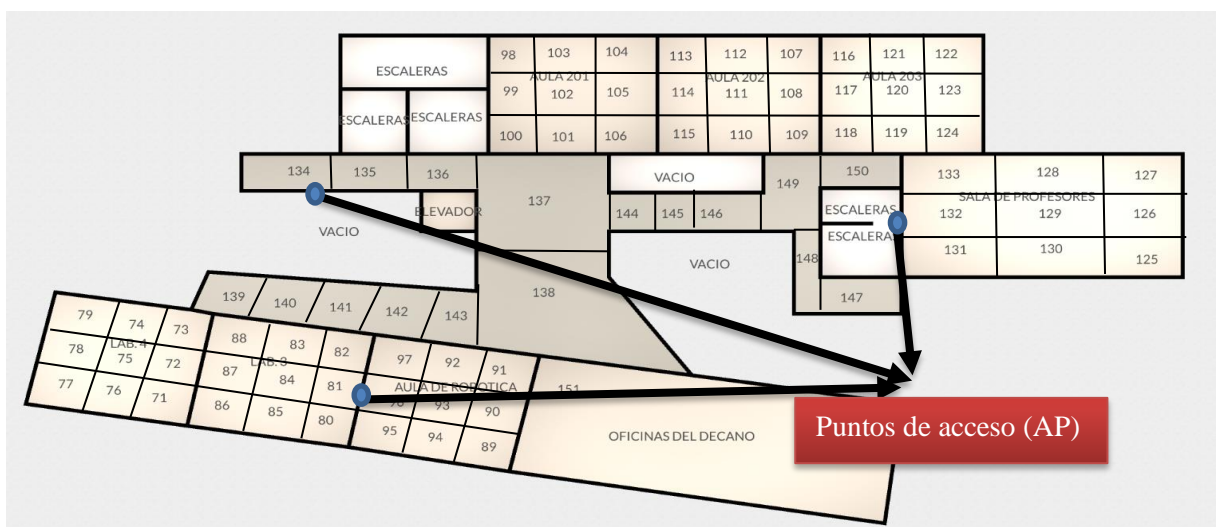 98 103 104 113 112 107 116 121 122
ESCALERAS AULA 201 AULA 202 AULA 203
99 102 105 114 111 108 117 120 123
ESCALERAS ESCALERAS
100 101 106 115 110 109 118 119 124
134 135 136 VACIO 149 150 133 128 127
137 SALA DE PROFESORES
ELEVADOR 144 145 146 ESCALERAS 132 129 126
VACIO ESCALERAS
VACIO 148 131 130 125
139 140 141 142 143 138 147
79 74 73 88 83 82 97 92 91
LAB. 4 LAB. 3 AULA DE ROBOTICA 151
78 75 72 87 84 81 96 93 90
77 76 71 86 85 80 95 94 89
OFICINAS DEL DECANO
Puntos de acceso (AP)